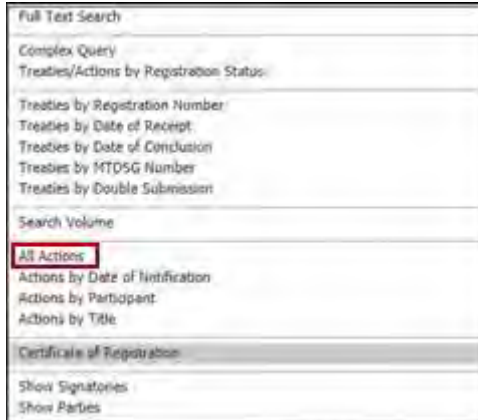 Full Text Search
Complex Query
Treaties/Actions by Registration Status
Treaties by Registration Number
Treaties by Date of Receipt
Treaties by Date of Conclusion
Treaties by MTDSG Number
Treaties by Double Submission
Search Volume
All Actions
Actions by Date of Notification
Actions by Participant
Actions by Title
Certificate of Registration
Show Signatories
Show Parties